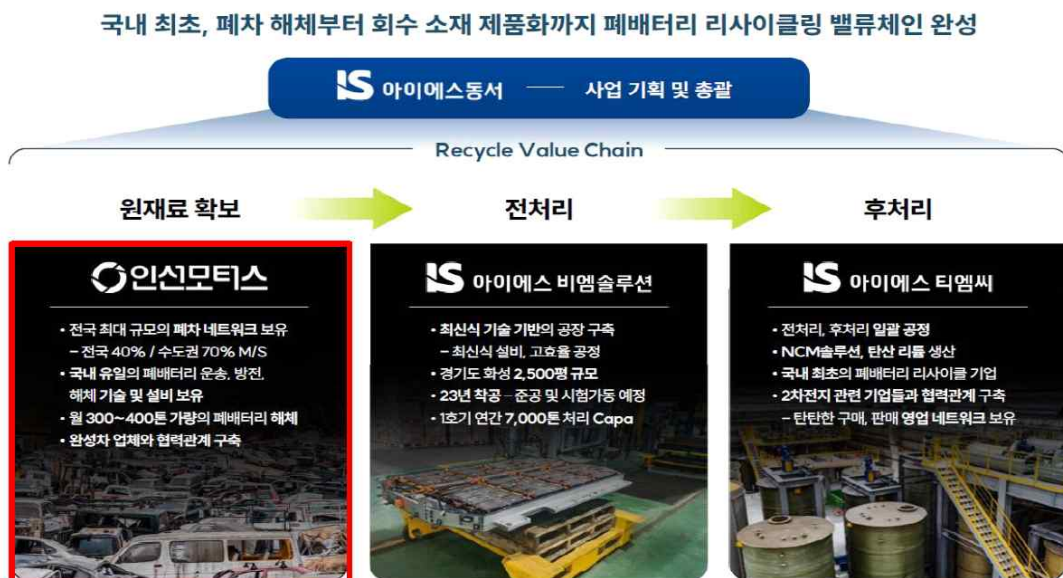 국내 최초, 폐차 해체부터 회수 소재 제품화까지 폐배터리 리사이클링 밸류체인 완성
IS 아이에스동서 — 사업 기획 및 총괄
Recycle Value Chain
원재료 확보
전처리
후처리
인선모터스
• 전국 최대 규모의 폐차 네트워크 보유
– 전국 40% / 수도권 70% M/S
• 국내 유일의 폐배터리 운송, 방전,
해체 기술 및 설비 보유
• 월 300~400톤 가량의 폐배터리 해체
• 완성차 업체와 협력관계 구축
IS 아이에스 비엠솔루션
• 최신식 기술 기반의 공장 구축
– 최신식 설비, 고효율 공정
• 경기도 화성 2,500평 규모
• 23년 착공 – 준공 및 시험가동 예정
• 1호기 연간 7,000톤 처리 Capa
IS 아이에스 티엠씨
• 전처리, 후처리 일괄 공정
• NCM솔루션, 탄산 리튬 생산
• 국내 최초의 폐배터리 리사이클 기업
• 2차전지 관련 기업들과 협력관계 구축
– 탄탄한 구매, 판매 영업 네트워크 보유